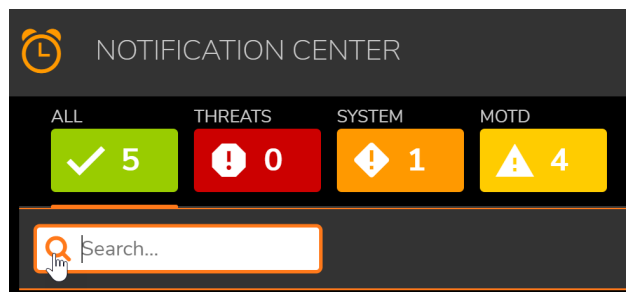 NOTIFICATION CENTER
ALL THREATS SYSTEM MOTD
5 0 1 4
Search...